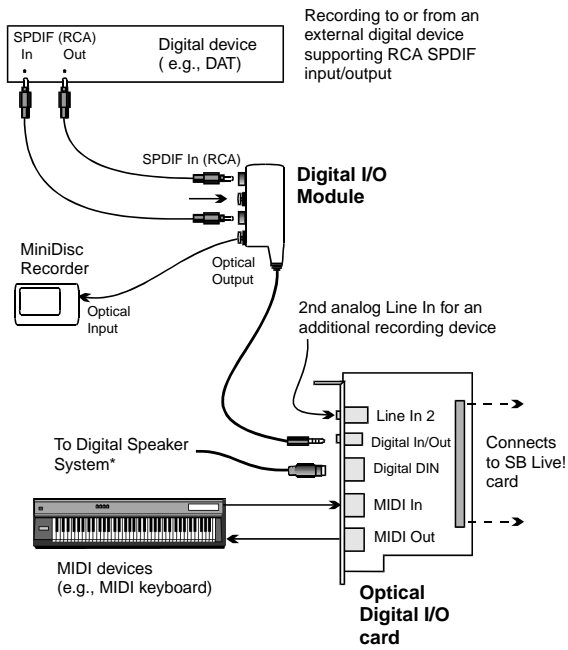 Recording to or from an
external digital device
supporting RCA SPDIF
input/output
SPDIF (RCA)
In Out
Digital device
( e.g., DAT)
SPDIF In (RCA)
Digital I/O
Module
MiniDisc
Recorder
Optical
Output
Optical
Input
2nd analog Line In for an
additional recording device
Line In 2
Digital In/Out
Digital DIN
MIDI In
MIDI Out
Connects
to SB Live!
card
To Digital Speaker
System*
MIDI devices
(e.g., MIDI keyboard)
Optical
Digital I/O
card